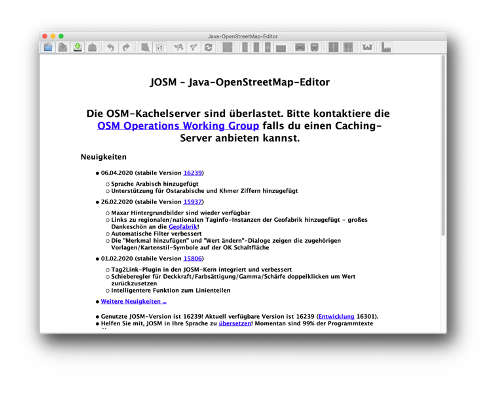 Java-OpenStreetMap-Editor
JOSM – Java-OpenStreetMap-Editor
Die OSM-Kachelserver sind überlastet. Bitte kontaktiere die
OSM Operations Working Group falls du einen Caching-
Server anbieten kannst.
Neuigkeiten
• 06.04.2020 (stabile Version 16239)
○ Sprache Arabisch hinzugefügt
○ Unterstützung für Ostarabische und Khmer Ziffern hinzugefügt
• 26.02.2020 (stabile Version 15937)
○ Maxar Hintergrundbilder sind wieder verfügbar
○ Links zu regionalen/nationalen Taginfo-Instanzen der Geofabrik hinzugefügt – großes
Dankeschön an die Geofabrik!
○ Automatische Filter verbessert
○ Die "Merkmal hinzufügen" und "Wert ändern"-Dialoge zeigen die zugehörigen
Vorlagen/Kartenstil-Symbole auf der OK Schaltfläche
• 01.02.2020 (stabile Version 15806)
○ Tag2Link-Plugin in den JOSM-Kern integriert und verbessert
○ Schieberegler für Deckkraft/Farbsättigung/Gamma/Schärfe doppelklicken um Wert
zurückzusetzen
○ Intelligentere Funktion zum Linienteilen
• Weitere Neuigkeiten …
• Genutzte JOSM-Version ist 16239! Aktuell verfügbare Version ist 16239 (Entwicklung 16301).
• Helfen Sie mit, JOSM in Ihre Sprache zu übersetzen! Momentan sind 99% der Programmtexte